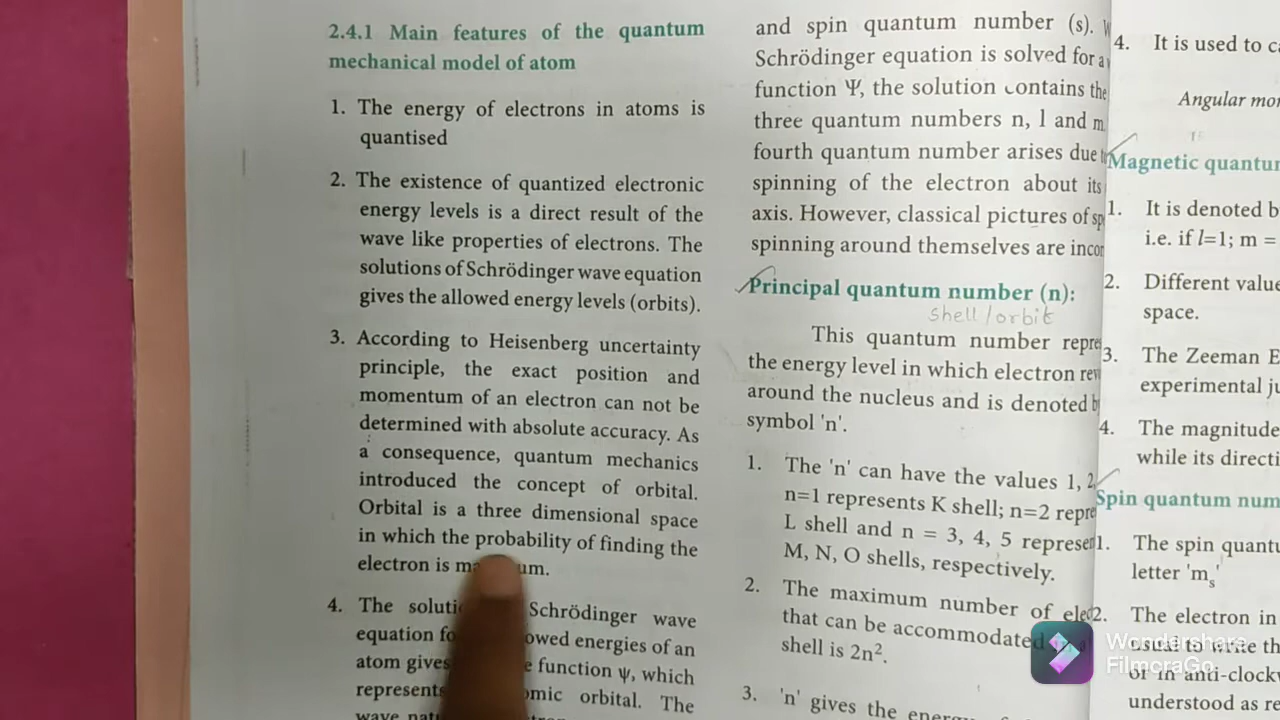 2.4.1 Main features of the quantum
mechanical model of atom
1. The energy of electrons in atoms is
quantised
2. The existence of quantized electronic
energy levels is a direct result of the
wave like properties of electrons. The
solutions of Schrödinger wave equation
gives the allowed energy levels (orbits).
3. According to Heisenberg uncertainty
principle, the exact position and
momentum of an electron can not be
determined with absolute accuracy. As
a consequence, quantum mechanics
introduced the concept of orbital.
Orbital is a three dimensional space
in which the probability of finding the
electron is
4. The Schrödinger wave
equation energies of an
atom gives function ψ, which
represents orbital. The
and spin quantum number (s).
Schrödinger equation is solved for a
function Ψ, the solution contains the
three quantum numbers n, l and m
fourth quantum number arises due
spinning of the electron about its
axis. However, classical pictures of
spinning around themselves are
Principal quantum number (n):
shell/orbit
This quantum number
the energy level in which electron
around the nucleus and is denoted
symbol 'n'.
1. The 'n' can have the values 1, 2,
n=1 represents K shell; n=2
L shell and n = 3, 4, 5
M, N, O shells, respectively.
2. The maximum number of
that can be accommodated
shell is 2n².
3. 'n' gives the
4. It is used to
Angular
Magnetic
1. It is denoted
i.e. if l=1; m =
2. Different
space.
3. The Zeeman
experimental
4. The magnitude
while its
Spin quantum
1. The spin
letter 'mₛ'
2. The electron in
usual to write
or in
understood as
Wondershare
FilmoraGo